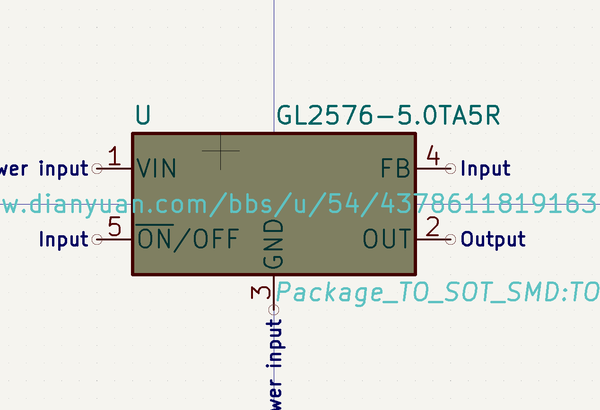 U GL2576-5.0TA5R
wer input 1 VIN FB 4 Input
w.dianyuan.com/bbs/u/54/4378611819163
Input 5 ON/OFF GND OUT 2 Output
3 Package_TO_SOT_SMD:TO
wer input